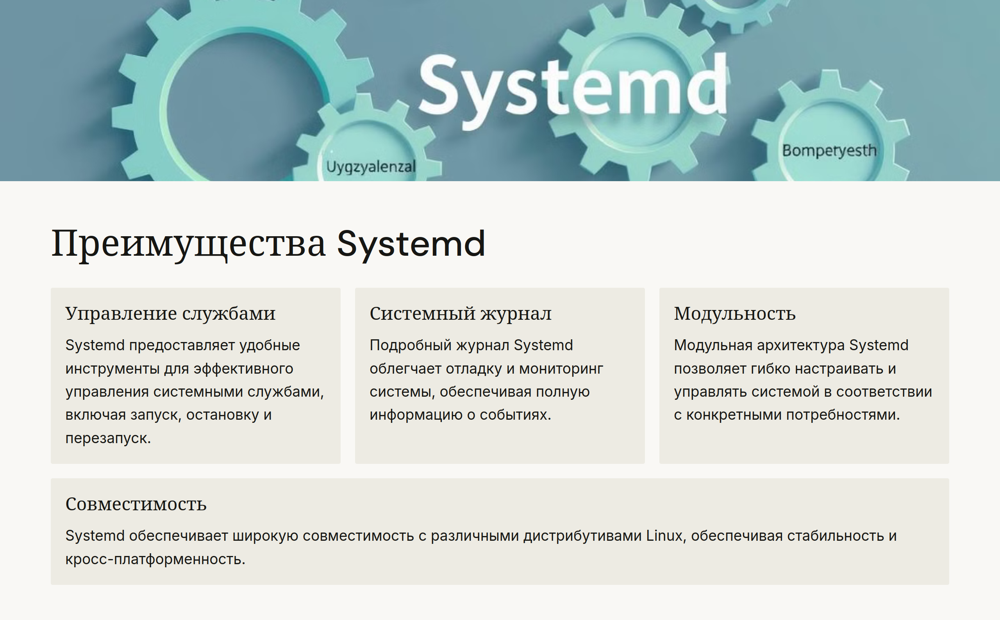 Systemd
Uygzyalenzal
Bompetyesth
Преимущества Systemd
Управление службами
Systemd предоставляет удобные
инструменты для эффективного
управления системными службами,
включая запуск, остановку и
перезапуск.
Системный журнал
Подробный журнал Systemd
облегчает отладку и мониторинг
системы, обеспечивая полную
информацию о событиях.
Модульность
Модульная архитектура Systemd
позволяет гибко настраивать и
управлять системой в соответствии
с конкретными потребностями.
Совместимость
Systemd обеспечивает широкую совместимость с различными дистрибутивами Linux, обеспечивая стабильность и
кросс-платформенность.